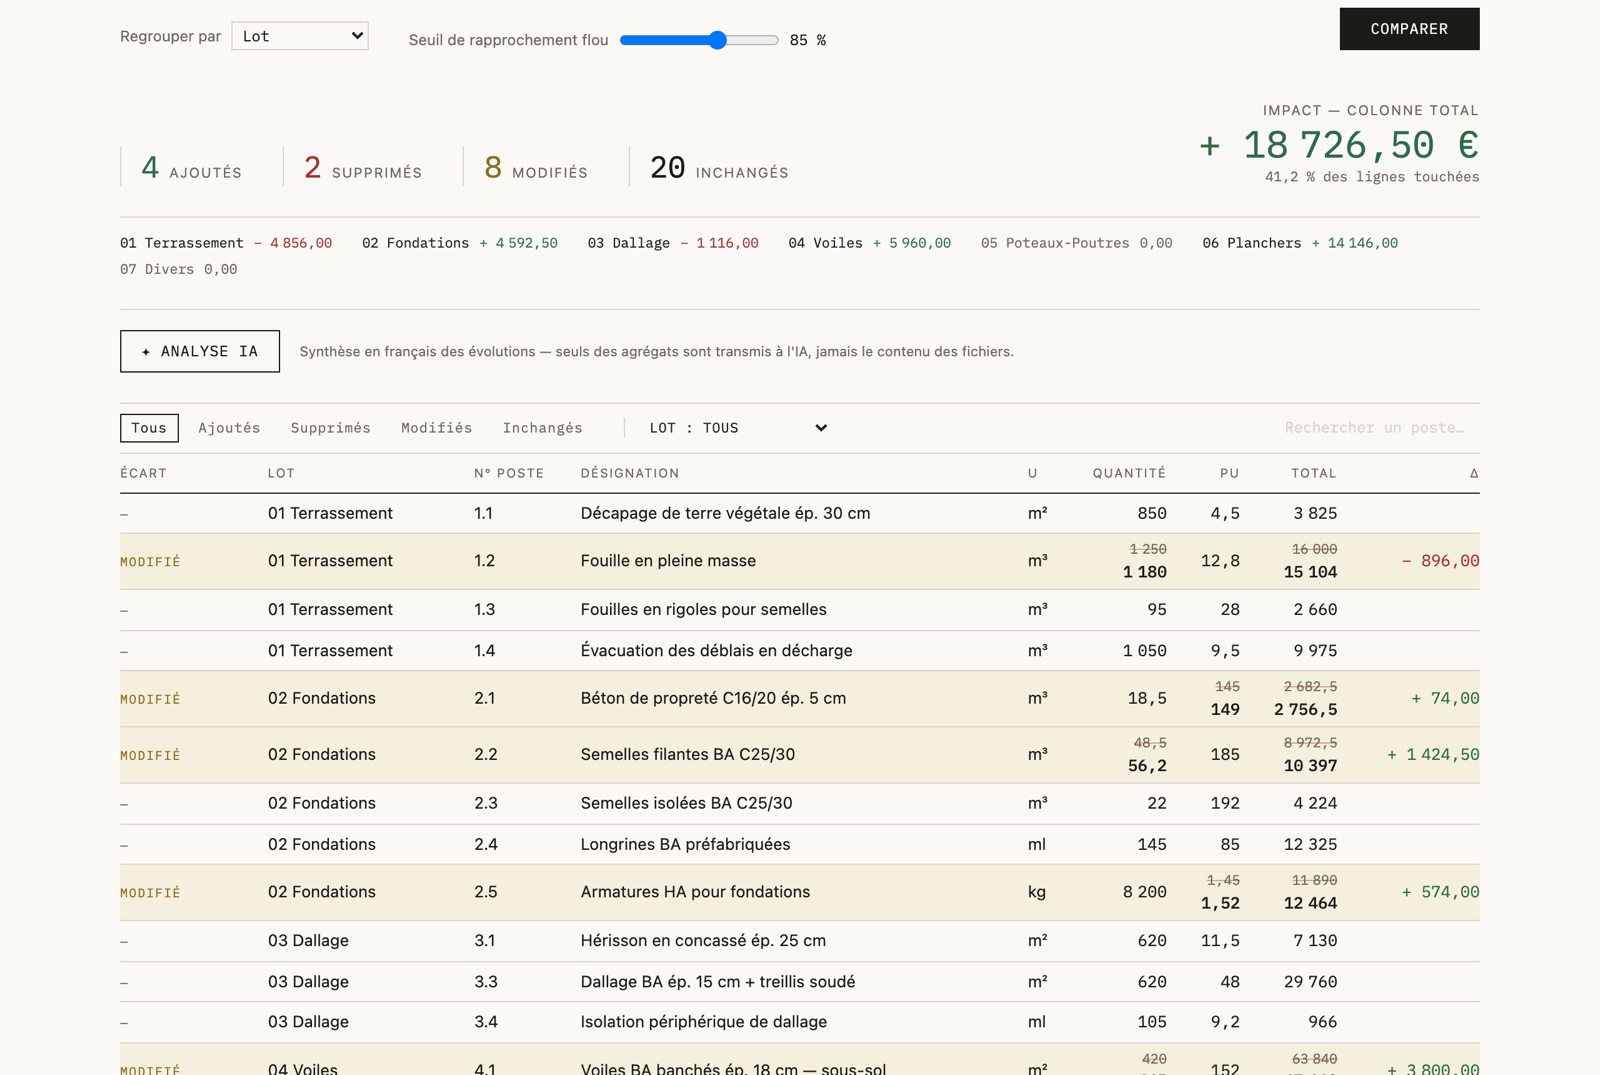 Regrouper par Lot Seuil de rapprochement flou 85 % COMPARER
IMPACT — COLONNE TOTAL
+ 18 726,50 €
41,2 % des lignes touchées
4 AJOUTÉS 2 SUPPRIMÉS 8 MODIFIÉS 20 INCHANGÉS
01 Terrassement − 4 856,00 02 Fondations + 4 592,50 03 Dallage − 1 116,00 04 Voiles + 5 960,00 05 Poteaux-Poutres 0,00 06 Planchers + 14 146,00
07 Divers 0,00
✦ ANALYSE IA Synthèse en français des évolutions — seuls des agrégats sont transmis à l'IA, jamais le contenu des fichiers.
Tous Ajoutés Supprimés Modifiés Inchangés LOT : TOUS Rechercher un poste…
ÉCART LOT N° POSTE DÉSIGNATION U QUANTITÉ PU TOTAL Δ
— 01 Terrassement 1.1 Décapage de terre végétale ép. 30 cm m² 850 4,5 3 825
1 250 16 000
MODIFIÉ 01 Terrassement 1.2 Fouille en pleine masse m³ 1 180 12,8 15 104 − 896,00
— 01 Terrassement 1.3 Fouilles en rigoles pour semelles m³ 95 28 2 660
— 01 Terrassement 1.4 Évacuation des déblais en décharge m³ 1 050 9,5 9 975
145 2 682,5
MODIFIÉ 02 Fondations 2.1 Béton de propreté C16/20 ép. 5 cm m³ 18,5 149 2 756,5 + 74,00
48,5 8 972,5
MODIFIÉ 02 Fondations 2.2 Semelles filantes BA C25/30 m³ 56,2 185 10 397 + 1 424,50
— 02 Fondations 2.3 Semelles isolées BA C25/30 m³ 22 192 4 224
— 02 Fondations 2.4 Longrines BA préfabriquées ml 145 85 12 325
1,45 11 890
MODIFIÉ 02 Fondations 2.5 Armatures HA pour fondations kg 8 200 1,52 12 464 + 574,00
— 03 Dallage 3.1 Hérisson en concassé ép. 25 cm m² 620 11,5 7 130
— 03 Dallage 3.3 Dallage BA ép. 15 cm + treillis soudé m² 620 48 29 760
— 03 Dallage 3.4 Isolation périphérique de dallage ml 105 9,2 966
420 63 840
MODIFIÉ 04 Voiles 4.1 Voiles BA banchés ép. 18 cm — sous-sol m² 152 + 3 800,00